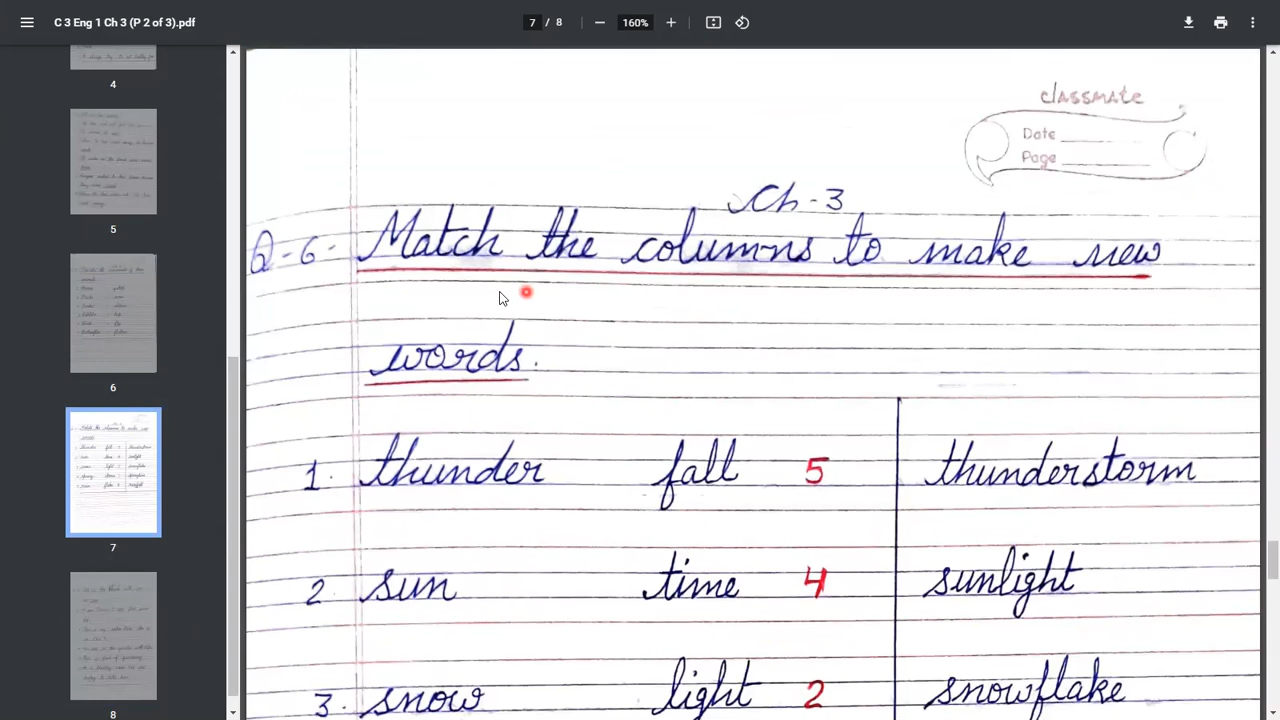 C 3 Eng 1 Ch 3 (P 2 of 3).pdf
7 / 8
160%
4
5
6
7
8
classmate
Date
Page
Ch - 3
Q-6- Match the columns to make new
words.
1. thunder fall 5 thunderstorm
2 sun time 4 sunlight
3. snow light 2 snowflake